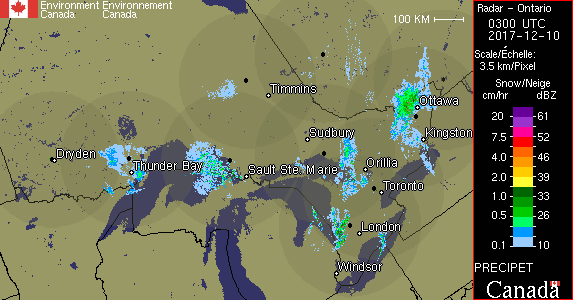 Environment Environnement
Canada Canada
100 KM
Timmins
Ottawa
Sudbury
Kingston
Dryden
Thunder Bay
Sault Ste. Marie
Orillia
Toronto
London
Windsor
Radar - Ontario
0300 UTC
2017-12-10
Scale/Échelle:
3.5 km/Pixel
Snow/Neige
cm/hr dBZ
20 61
7.5 52
4.0 46
2.0 39
1.0 33
0.5 26
0.1 10
PRECIPET
Canada